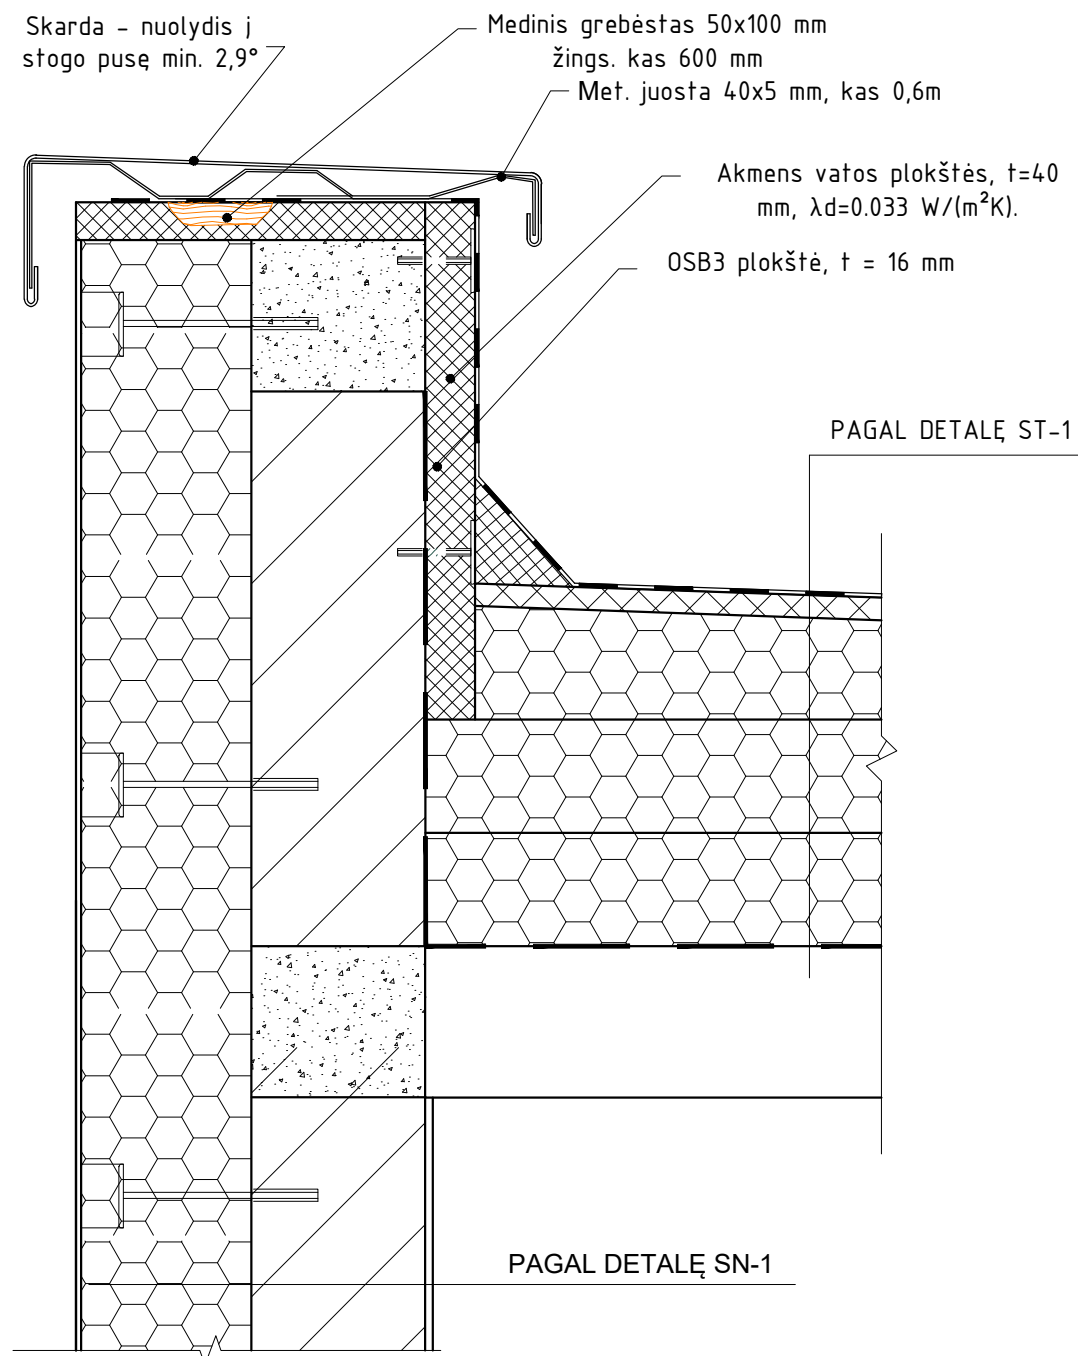 Skarda - nuolydis į
stogo pusę min. 2,9°
Medinis grebėstas 50x100 mm
žings. kas 600 mm
Met. juosta 40x5 mm, kas 0,6m
Akmens vatos plokštės, t=40
mm, λd=0.033 W/(m²K).
OSB3 plokštė, t = 16 mm
PAGAL DETALĘ ST-1
PAGAL DETALĘ SN-1